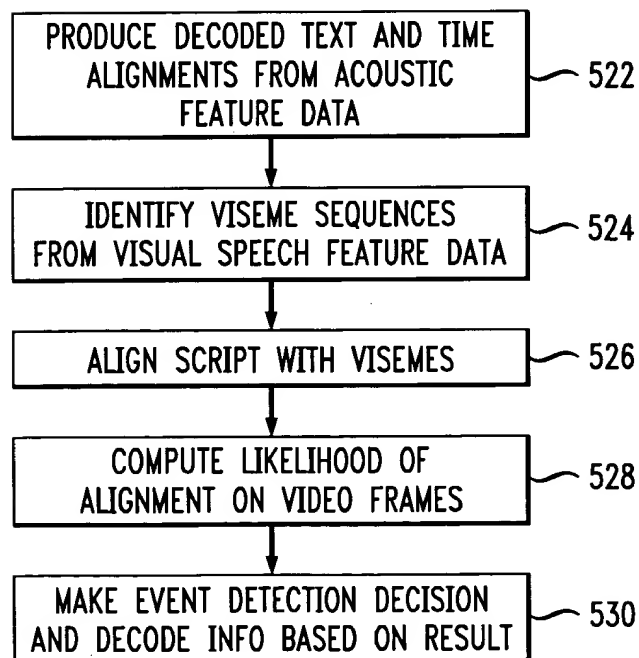 PRODUCE DECODED TEXT AND TIME
ALIGNMENTS FROM ACOUSTIC
FEATURE DATA
522
IDENTIFY VISEME SEQUENCES
FROM VISUAL SPEECH FEATURE DATA
524
ALIGN SCRIPT WITH VISEMES
526
COMPUTE LIKELIHOOD OF
ALIGNMENT ON VIDEO FRAMES
528
MAKE EVENT DETECTION DECISION
AND DECODE INFO BASED ON RESULT
530